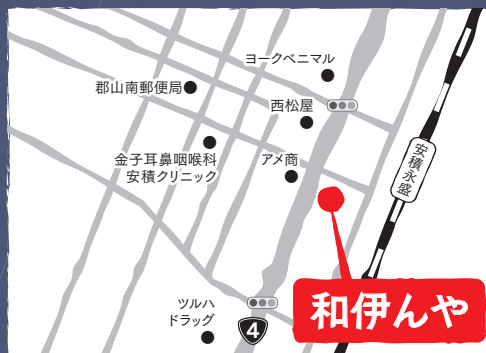 ヨークベニマル
郡山南郵便局
西松屋
金子耳鼻咽喉科
安積クリニック
アメ商
安積永盛
ツルハ
ドラッグ
4
和伊んや